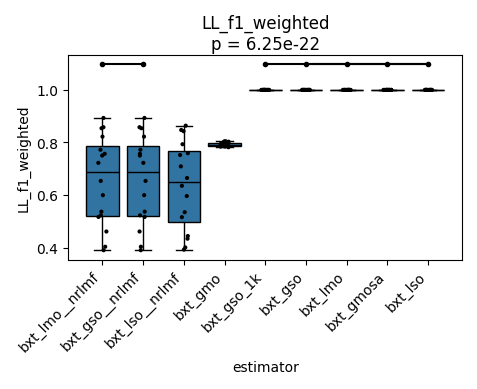 LL_f1_weighted
p = 6.25e-22
LL_f1_weighted
1.0
0.8
0.6
0.4
bxt_lmo__nrlmf
bxt_gso__nrlmf
bxt_lso__nrlmf
bxt_gmo
bxt_gso_1k
bxt_gso
bxt_lmo
bxt_gmosa
bxt_lso
estimator